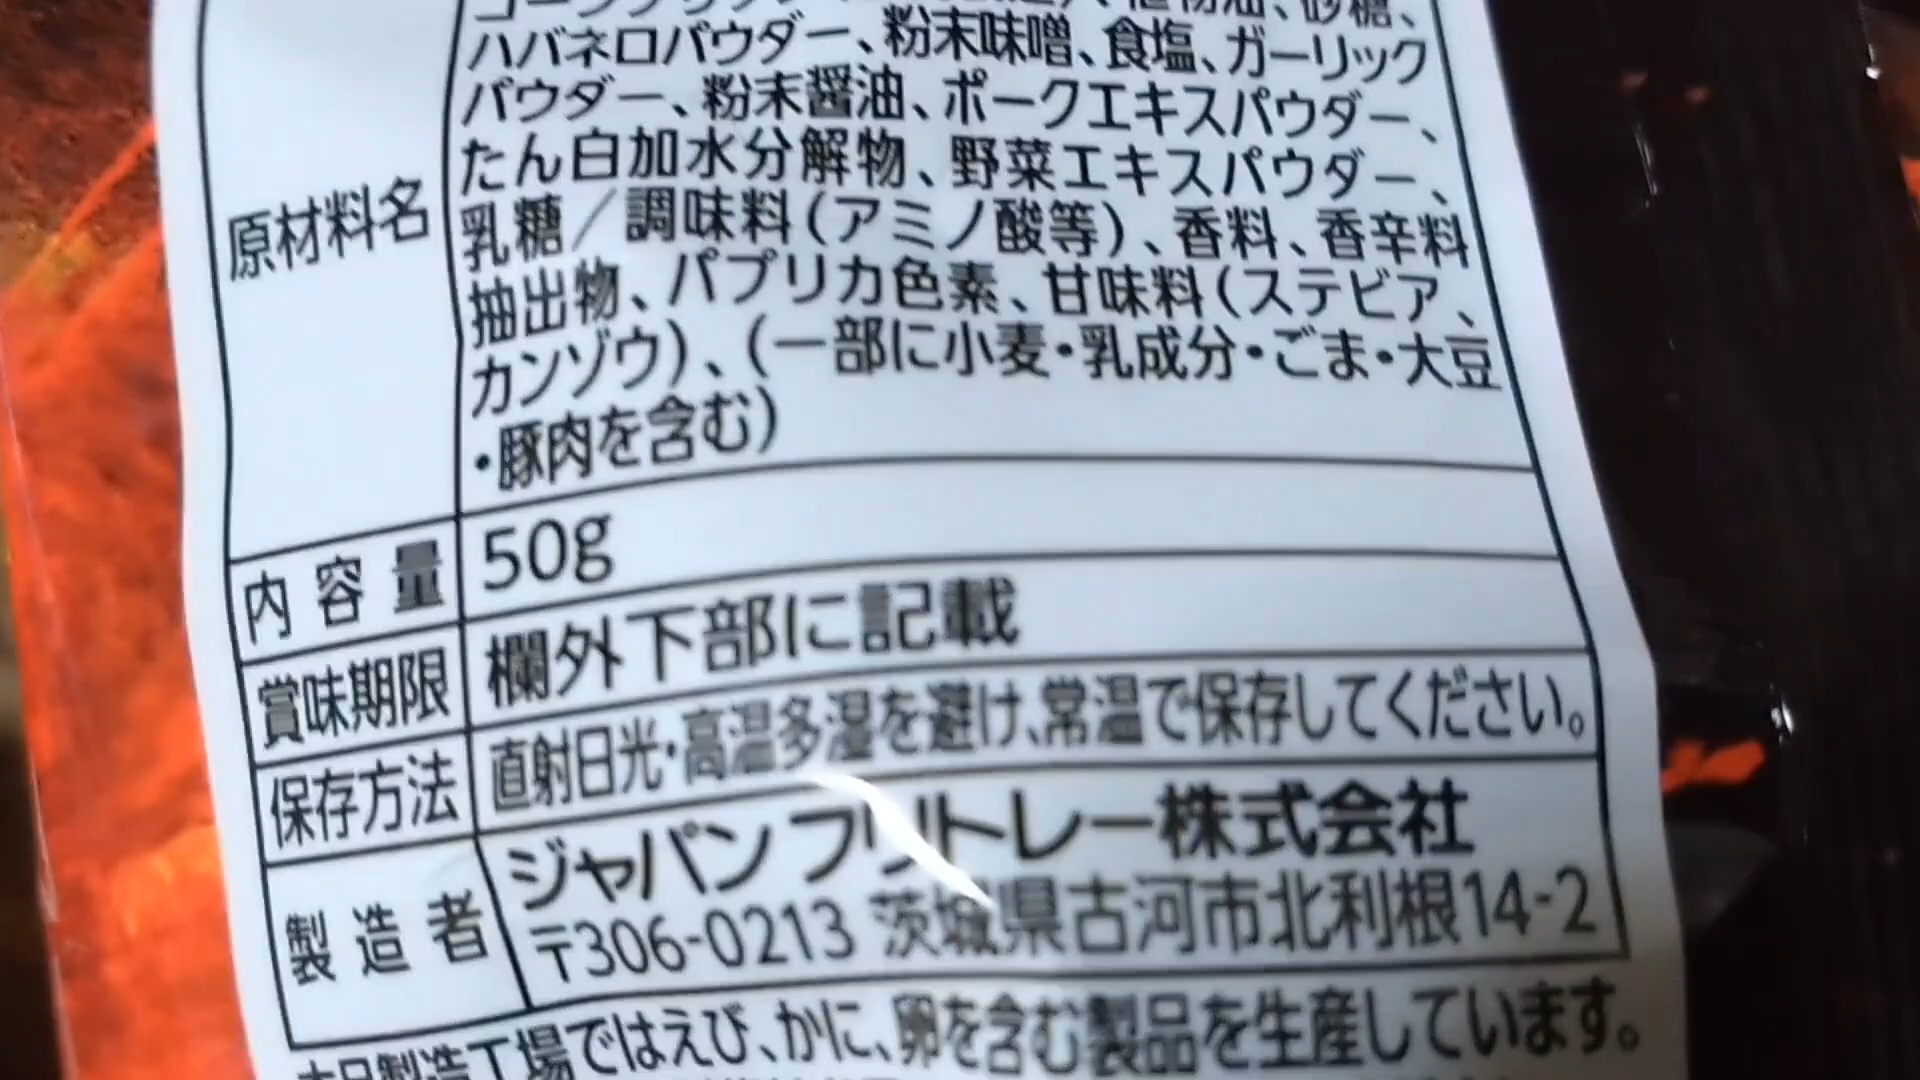 植物油、砂糖、
ハバネロパウダー、粉末味噌、食塩、ガーリック
パウダー、粉末醤油、ポークエキスパウダー、
たん白加水分解物、野菜エキスパウダー、
原材料名 乳糖/調味料(アミノ酸等)、香料、香辛料
抽出物、パプリカ色素、甘味料(ステビア、
カンゾウ)、(一部に小麦・乳成分・ごま・大豆
・豚肉を含む)
内容量 50g
賞味期限 欄外下部に記載
保存方法 直射日光・高温多湿を避け、常温で保存してください。
製造者 ジャパンフリトレー株式会社
〒306-0213 茨城県古河市北利根14-2
本品製造工場ではえび、かに、卵を含む製品を生産しています。